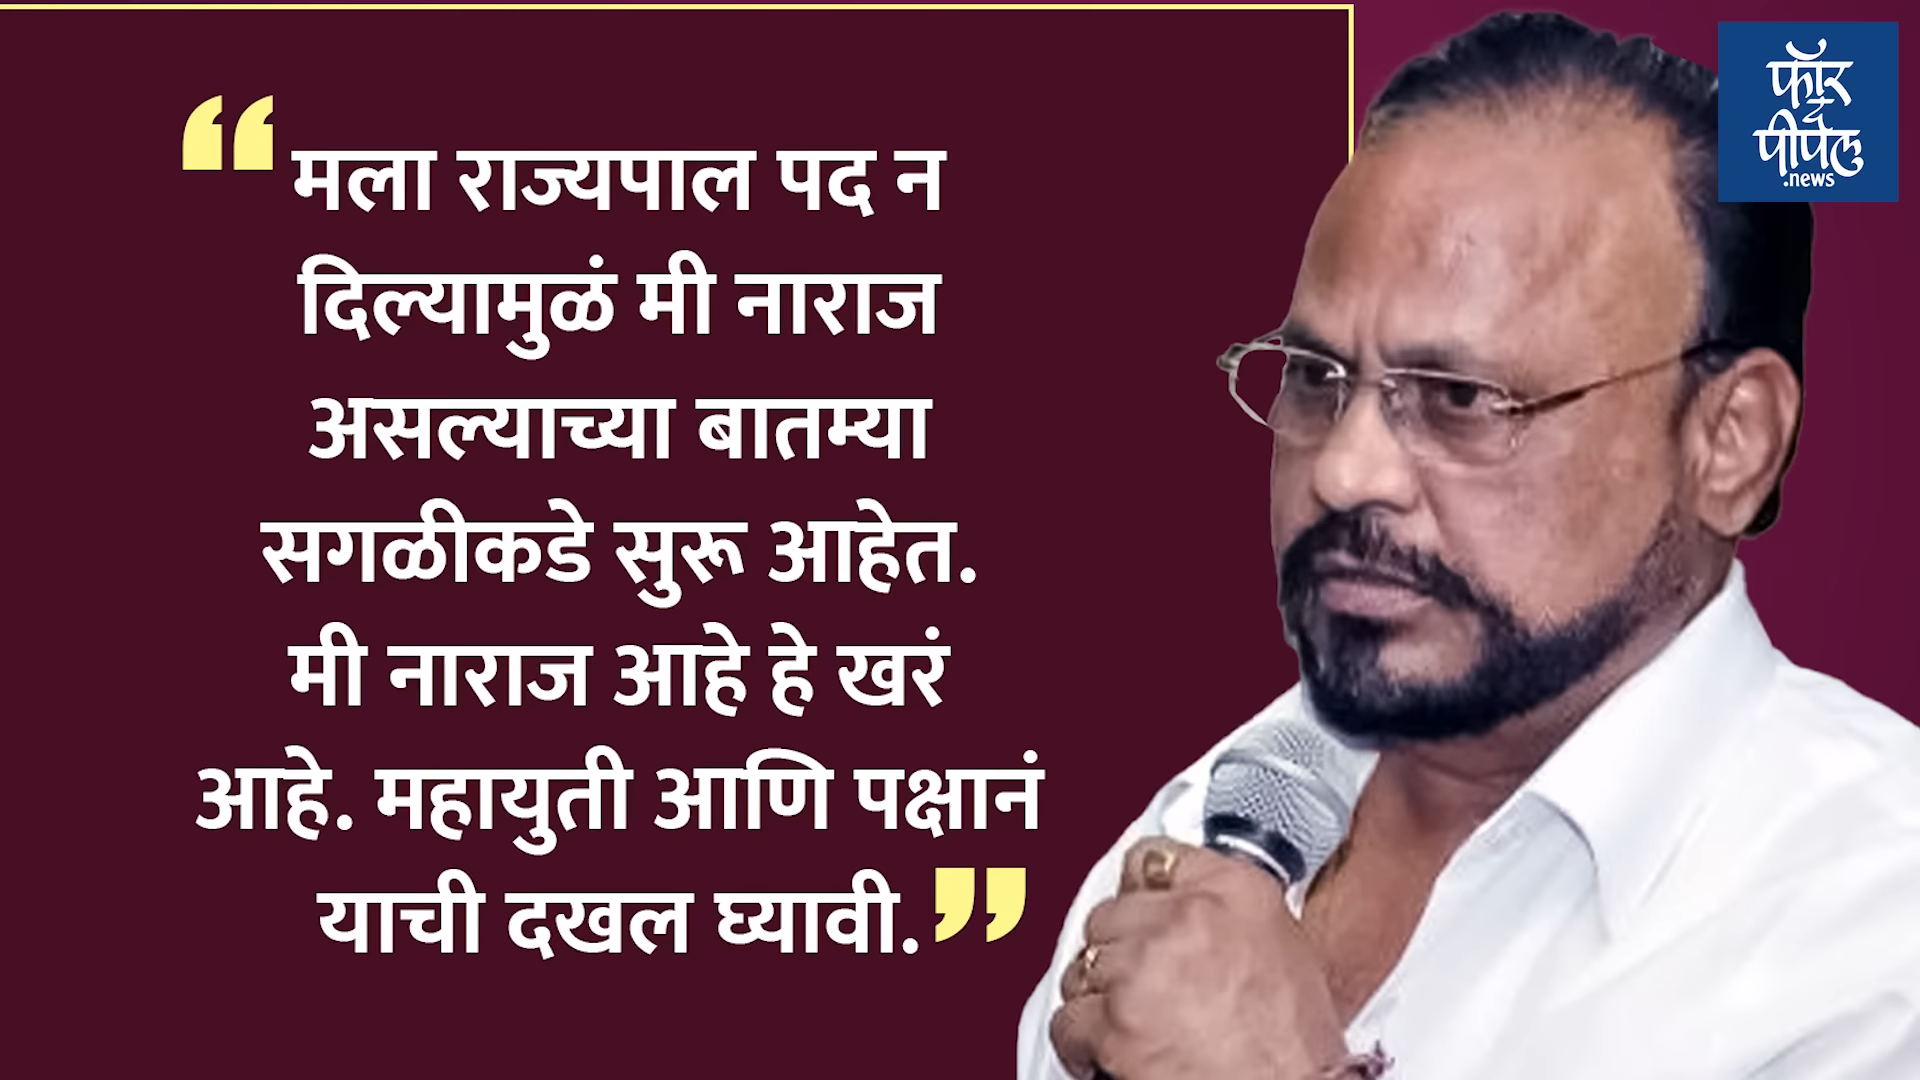 मला राज्यपाल पद न
दिल्यामुळं मी नाराज
असल्याच्या बातम्या
सगळीकडे सुरू आहेत.
मी नाराज आहे हे खरं
आहे. महायुती आणि पक्षानं
याची दखल घ्यावी.
फॉर
द
पीपल
.news